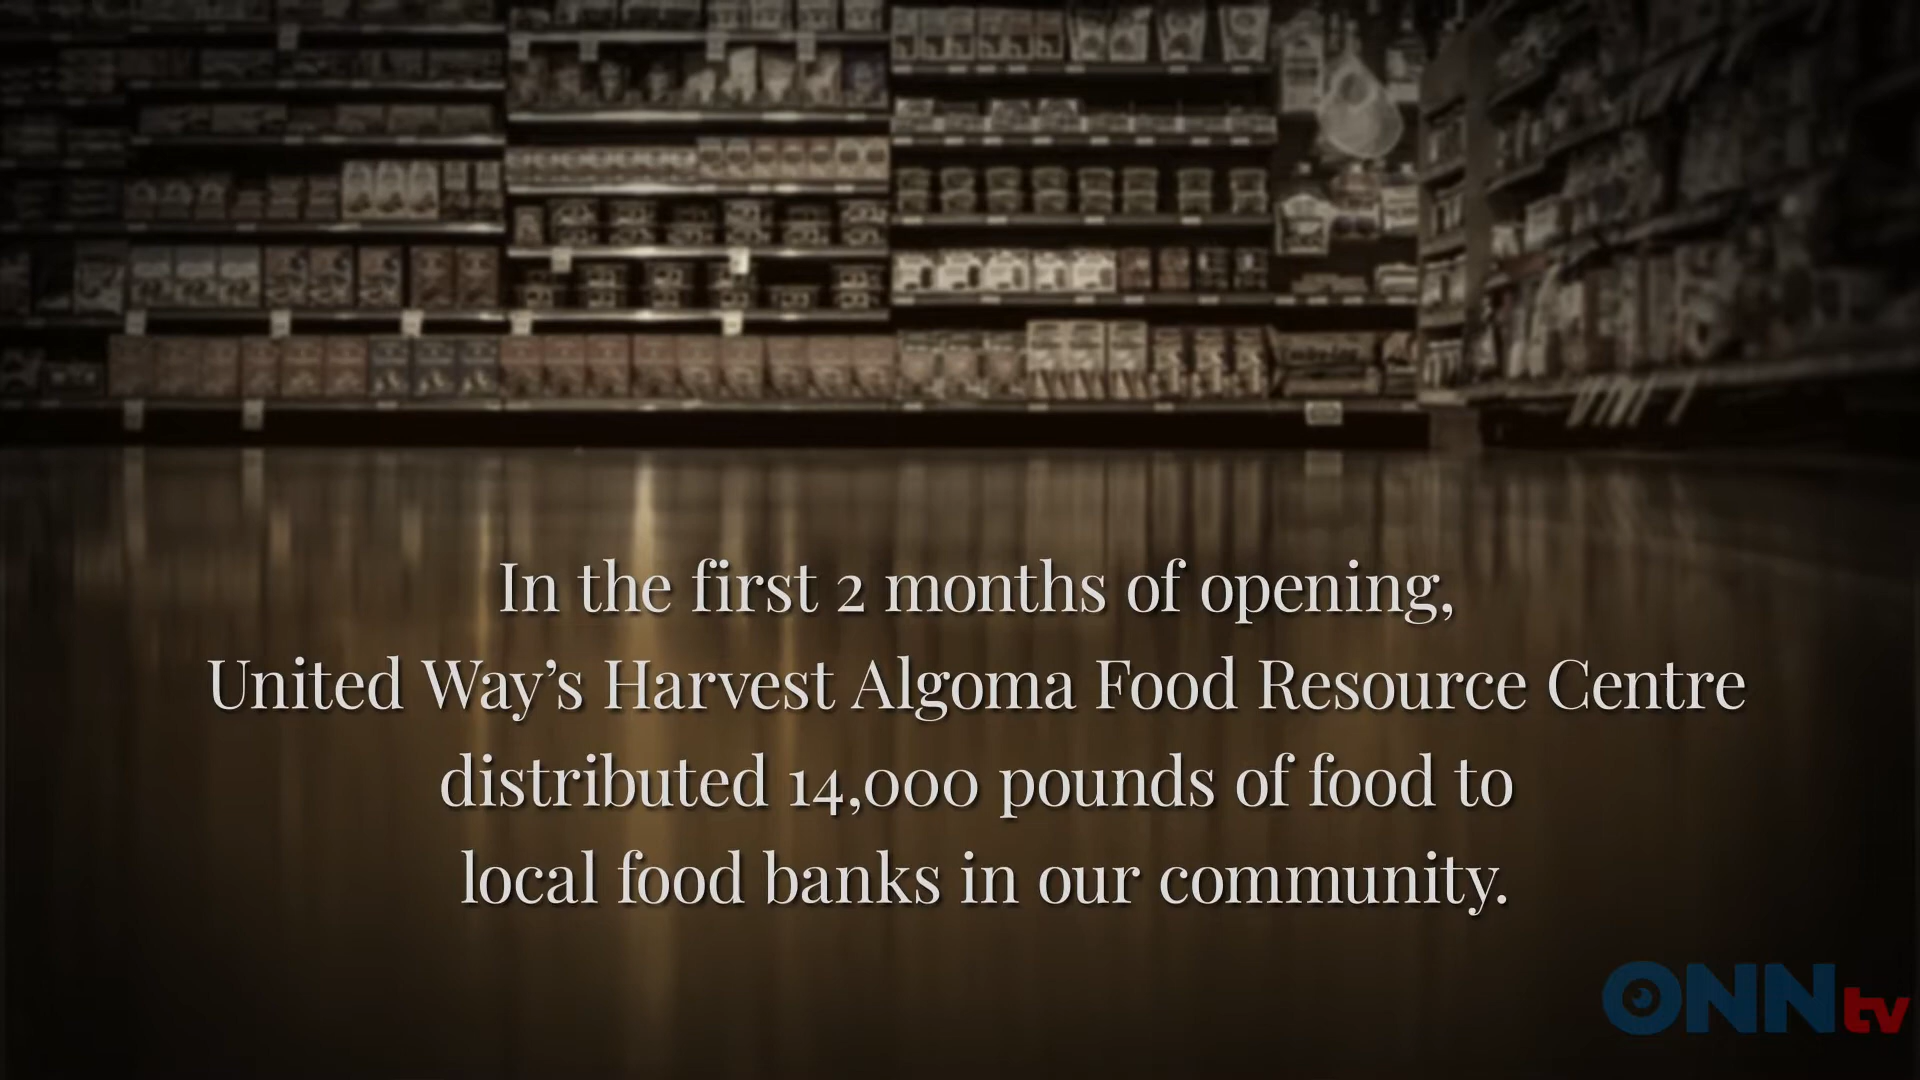 In the first 2 months of opening,
United Way’s Harvest Algoma Food Resource Centre
distributed 14,000 pounds of food to
local food banks in our community.
ONNtv